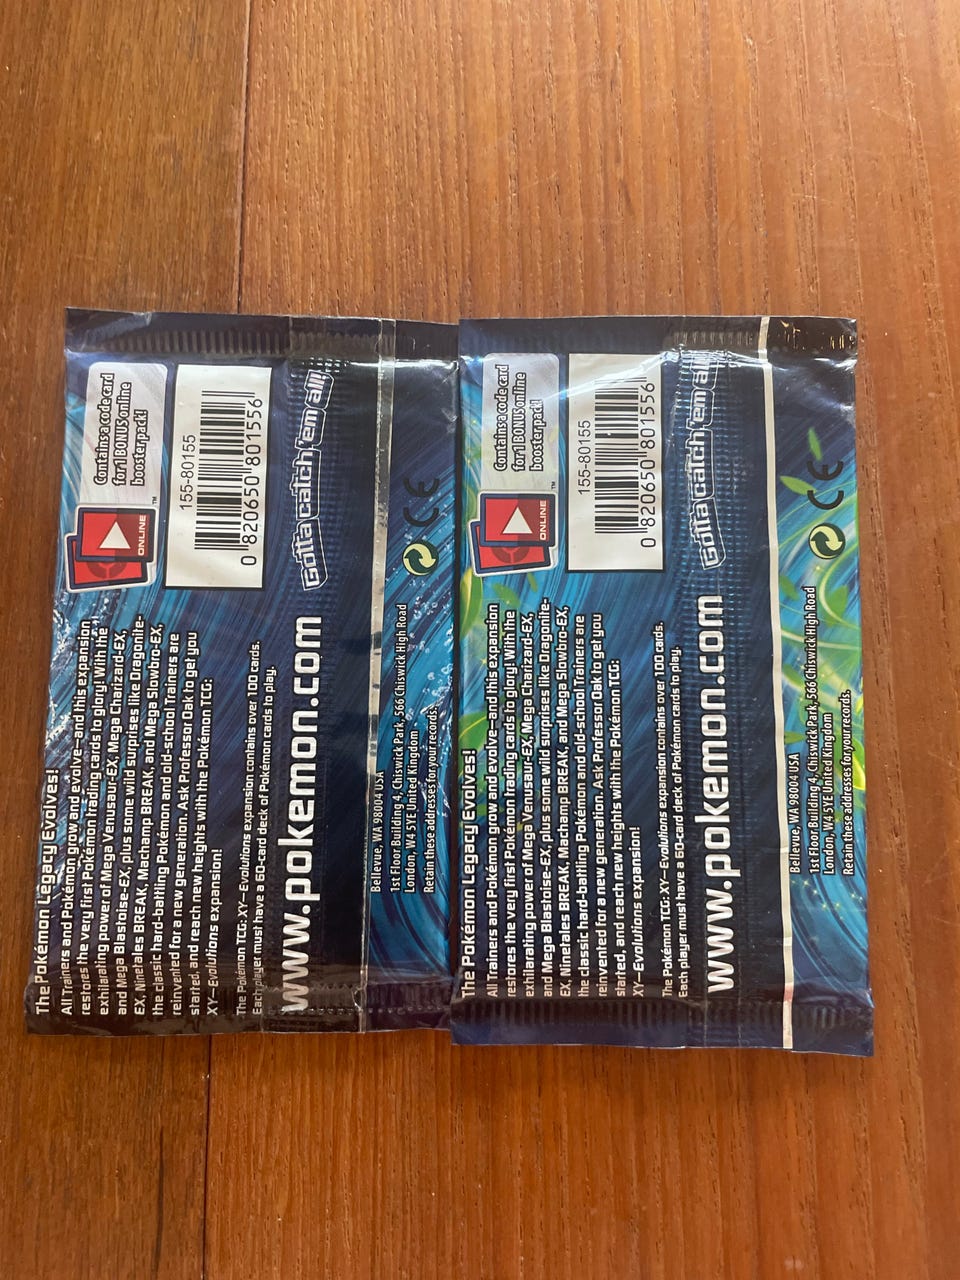 The Pokémon Legacy Evolves!
All Trainers and Pokémon grow and evolve—and this expansion
restores the very first Pokémon trading cards to glory! With the
exhilarating power of Mega Venusaur-EX, Mega Charizard-EX,
and Mega Blastoise-EX, plus some wild surprises like Dragonite-
EX, Ninetales BREAK, Machamp BREAK, and Mega Slowbro-EX,
the classic hard-battling Pokémon and old-school Trainers are
reinvented for a new generation. Ask Professor Oak to get you
started, and reach new heights with the Pokémon TCG:
XY—Evolutions expansion!
The Pokémon TCG: XY—Evolutions expansion contains over 100 cards.
Each player must have a 60-card deck of Pokémon cards to play.
www.pokemon.com
Contains a code card
for 1 BONUS online
booster pack!
ONLINE
TM
155-80155
0 820650 801556
Gotta catch 'em all!
CE
Bellevue, WA 98004 USA
1st Floor Building 4, Chiswick Park, 566 Chiswick High Road
London, W4 5YE United Kingdom
Retain these addresses for your records.
The Pokémon Legacy Evolves!
All Trainers and Pokémon grow and evolve—and this expansion
restores the very first Pokémon trading cards to glory! With the
exhilarating power of Mega Venusaur-EX, Mega Charizard-EX,
and Mega Blastoise-EX, plus some wild surprises like Dragonite-
EX, Ninetales BREAK, Machamp BREAK, and Mega Slowbro-EX,
the classic hard-battling Pokémon and old-school Trainers are
reinvented for a new generation. Ask Professor Oak to get you
started, and reach new heights with the Pokémon TCG:
XY—Evolutions expansion!
The Pokémon TCG: XY—Evolutions expansion contains over 100 cards.
Each player must have a 60-card deck of Pokémon cards to play.
www.pokemon.com
Contains a code card
for 1 BONUS online
booster pack!
ONLINE
TM
155-80155
0 820650 801556
Gotta catch 'em all!
CE
Bellevue, WA 98004 USA
1st Floor Building 4, Chiswick Park, 566 Chiswick High Road
London, W4 5YE United Kingdom
Retain these addresses for your records.